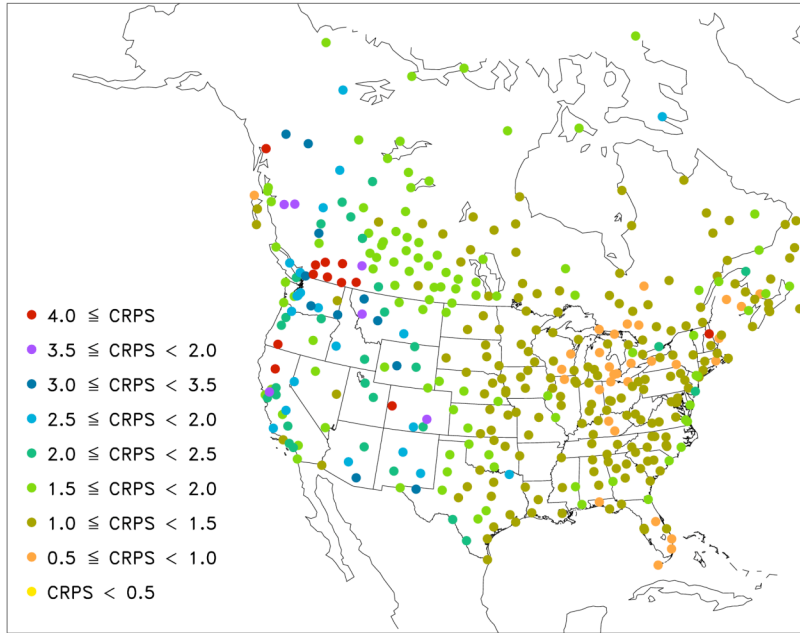 4.0 ≦ CRPS
3.5 ≦ CRPS < 2.0
3.0 ≦ CRPS < 3.5
2.5 ≦ CRPS < 2.0
2.0 ≦ CRPS < 2.5
1.5 ≦ CRPS < 2.0
1.0 ≦ CRPS < 1.5
0.5 ≦ CRPS < 1.0
CRPS < 0.5